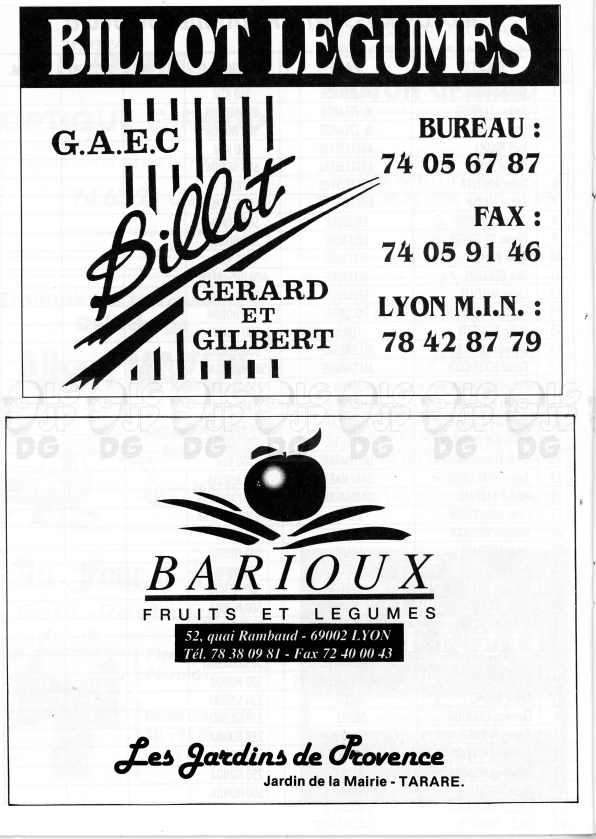 BILLOT LEGUMES
G.A.E.C
Billot
GERARD
ET
GILBERT
BUREAU :
74 05 67 87
FAX :
74 05 91 46
LYON M.I.N. :
78 42 87 79
BARIOUX
FRUITS ET LEGUMES
52, quai Rambaud - 69002 LYON
Tél. 78 38 09 81 - Fax 72 40 00 43
Les Jardins de Provence
Jardin de la Mairie - TARARE.